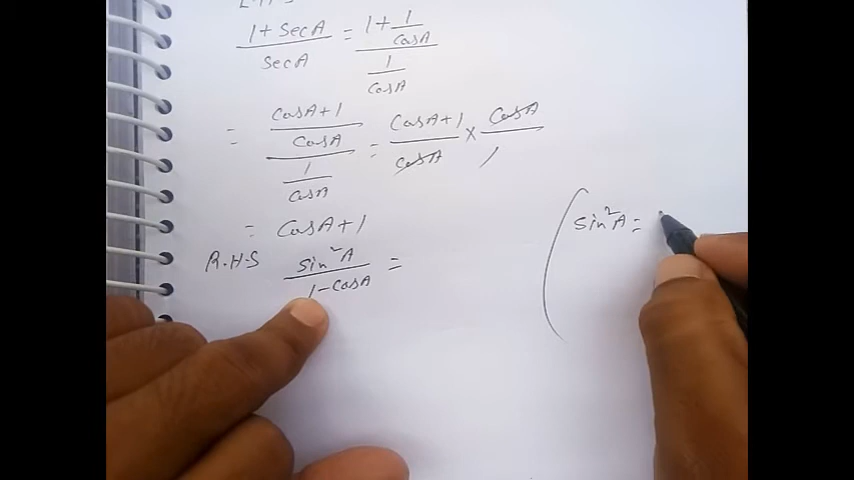 L.H.S
(1 + secA)/(secA) = (1 + 1/cosA)/(1/cosA)
= ((cosA+1)/(cosA))/(1/cosA) = (cosA+1)/(cosA) × (cosA)/1
= cosA+1
R.H.S (sin²A)/(1-cosA) =
(sin²A =